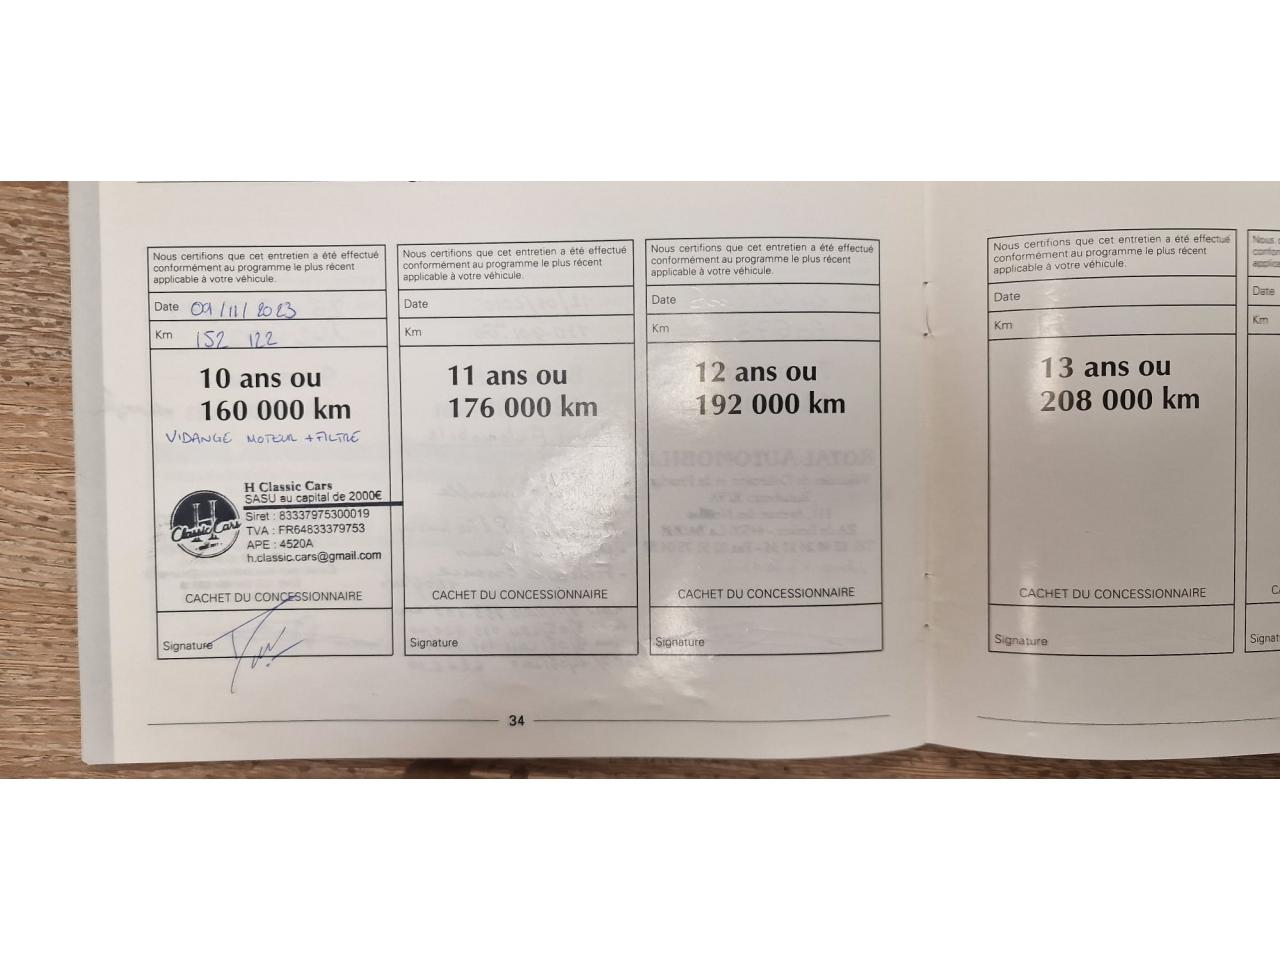 Nous certifions que cet entretien a été effectué
conformément au programme le plus récent
applicable à votre véhicule.
Date 09/11/2023
Km 152 122
10 ans ou
160 000 km
VIDANGE MOTEUR + FILTRE
H
Classic Cars
H Classic Cars
SASU au capital de 2000€
Siret : 83337975300019
TVA : FR64833379753
APE : 4520A
h.classic.cars@gmail.com
CACHET DU CONCESSIONNAIRE
Signature
Nous certifions que cet entretien a été effectué
conformément au programme le plus récent
applicable à votre véhicule.
Date
Km
11 ans ou
176 000 km
CACHET DU CONCESSIONNAIRE
Signature
Nous certifions que cet entretien a été effectué
conformément au programme le plus récent
applicable à votre véhicule.
Date
Km
12 ans ou
192 000 km
CACHET DU CONCESSIONNAIRE
Signature
34
Nous certifions que cet entretien a été effectué
conformément au programme le plus récent
applicable à votre véhicule.
Date
Km
13 ans ou
208 000 km
CACHET DU CONCESSIONNAIRE
Signature
Nous
Date
Km